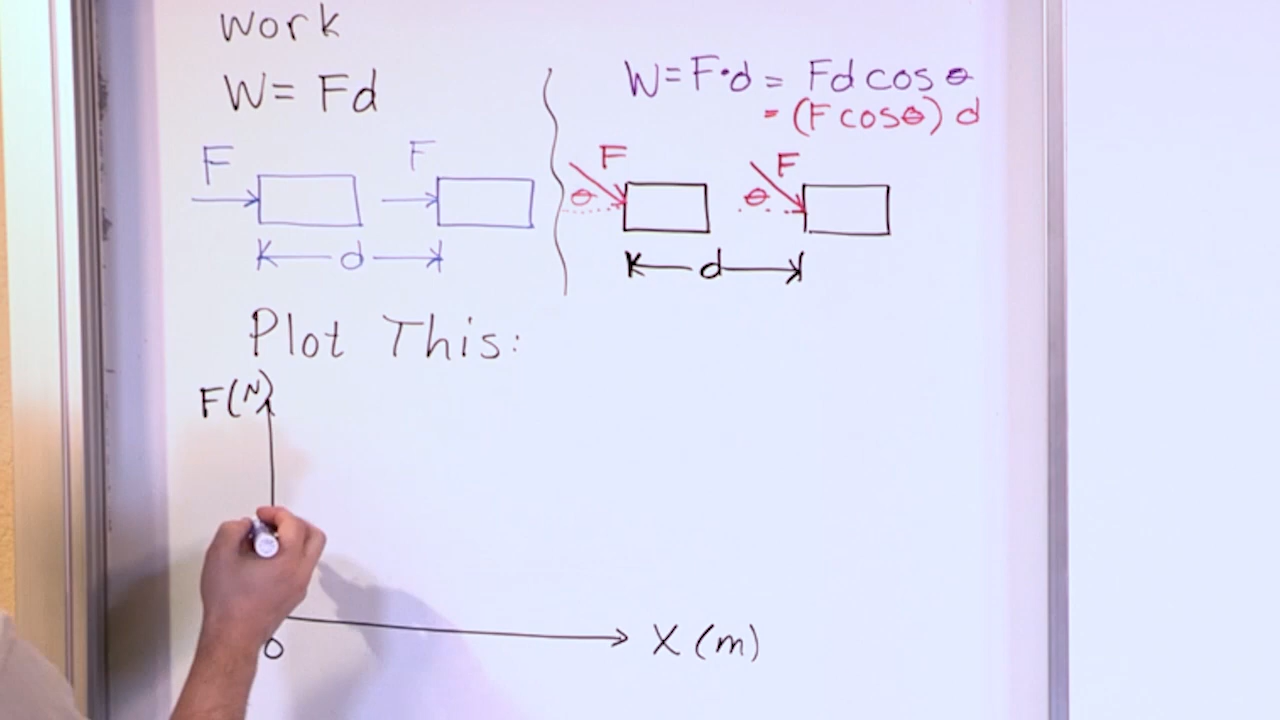 Work
W = Fd
W = F·d = Fd cos θ
= (F cos θ) d
F
F
d
F
θ
F
θ
d
Plot This:
F(N)
0
X (m)